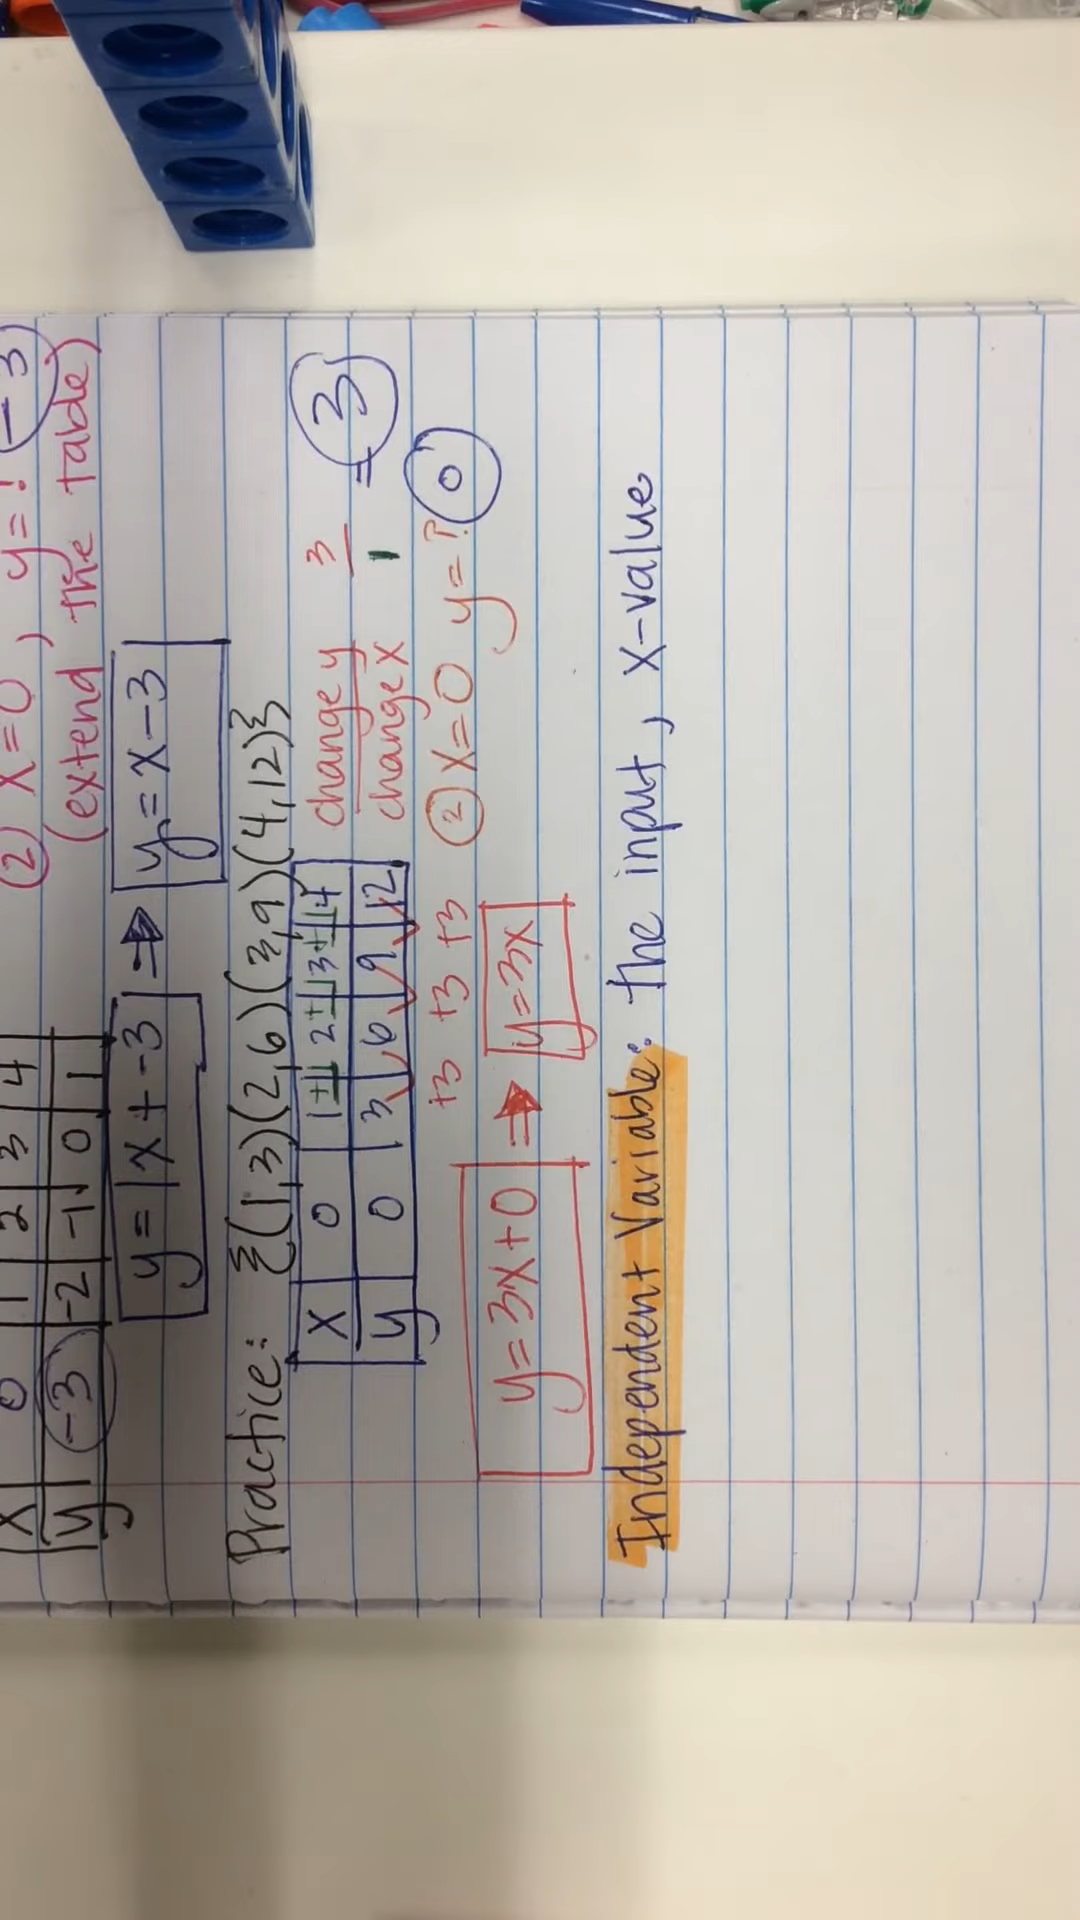 ② x=0, y=? -3
(extend the table)
x 0 1 2 3 4
y -3 -2 -1 0 1
y = 1x + -3 → y = x-3
Practice: {(1,3)(2,6)(3,9)(4,12)}
x 0 1 2 3 4
+1 +1 +1
y 0 3 6 9 12
+3 +3 +3
change y 3
change x 1 = 3
② x=0 y=? 0
y=3x+0 ⇒ y=3x
Independent Variable: the input, x-value